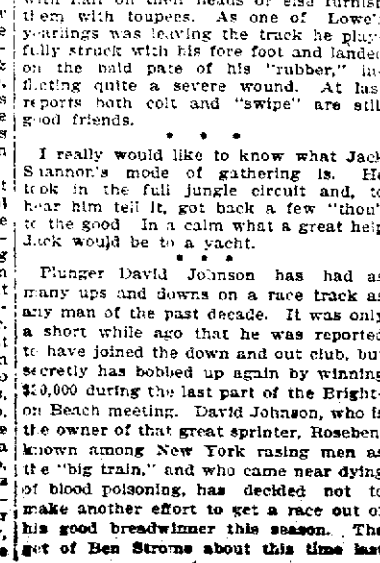 with hair on their heads or else furnish
them with toupees. As one of Lowe's
yearlings was leaving the track he play-
fully struck with his fore foot and landed
on the bald pate of his "rubber," in-
flicting quite a severe wound. At last
reports both colt and "swipe" are still
good friends.
* * *
I really would like to know what Jack
Shannor's mode of gathering is. He
took in the full jungle circuit and, to
hear him tell it, got back a few "thou"
to the good In a calm what a great help
Jack would be to a yacht.
* * *
Plunger David Johnson has had as
many ups and downs on a race track as
any man of the past decade. It was only
a short while ago that he was reported
to have joined the down and out club, but
secretly has bobbed up again by winning
$20,000 during the last part of the Bright-
on Beach meeting. David Johnson, who is
the owner of that great sprinter, Roseben,
known among New York rasing men as
the "big train," and who came near dying
of blood poisoning, has decided not to
make another effort to get a race out of
his good breadwinner this season. The
get of Ben Strome about this time last